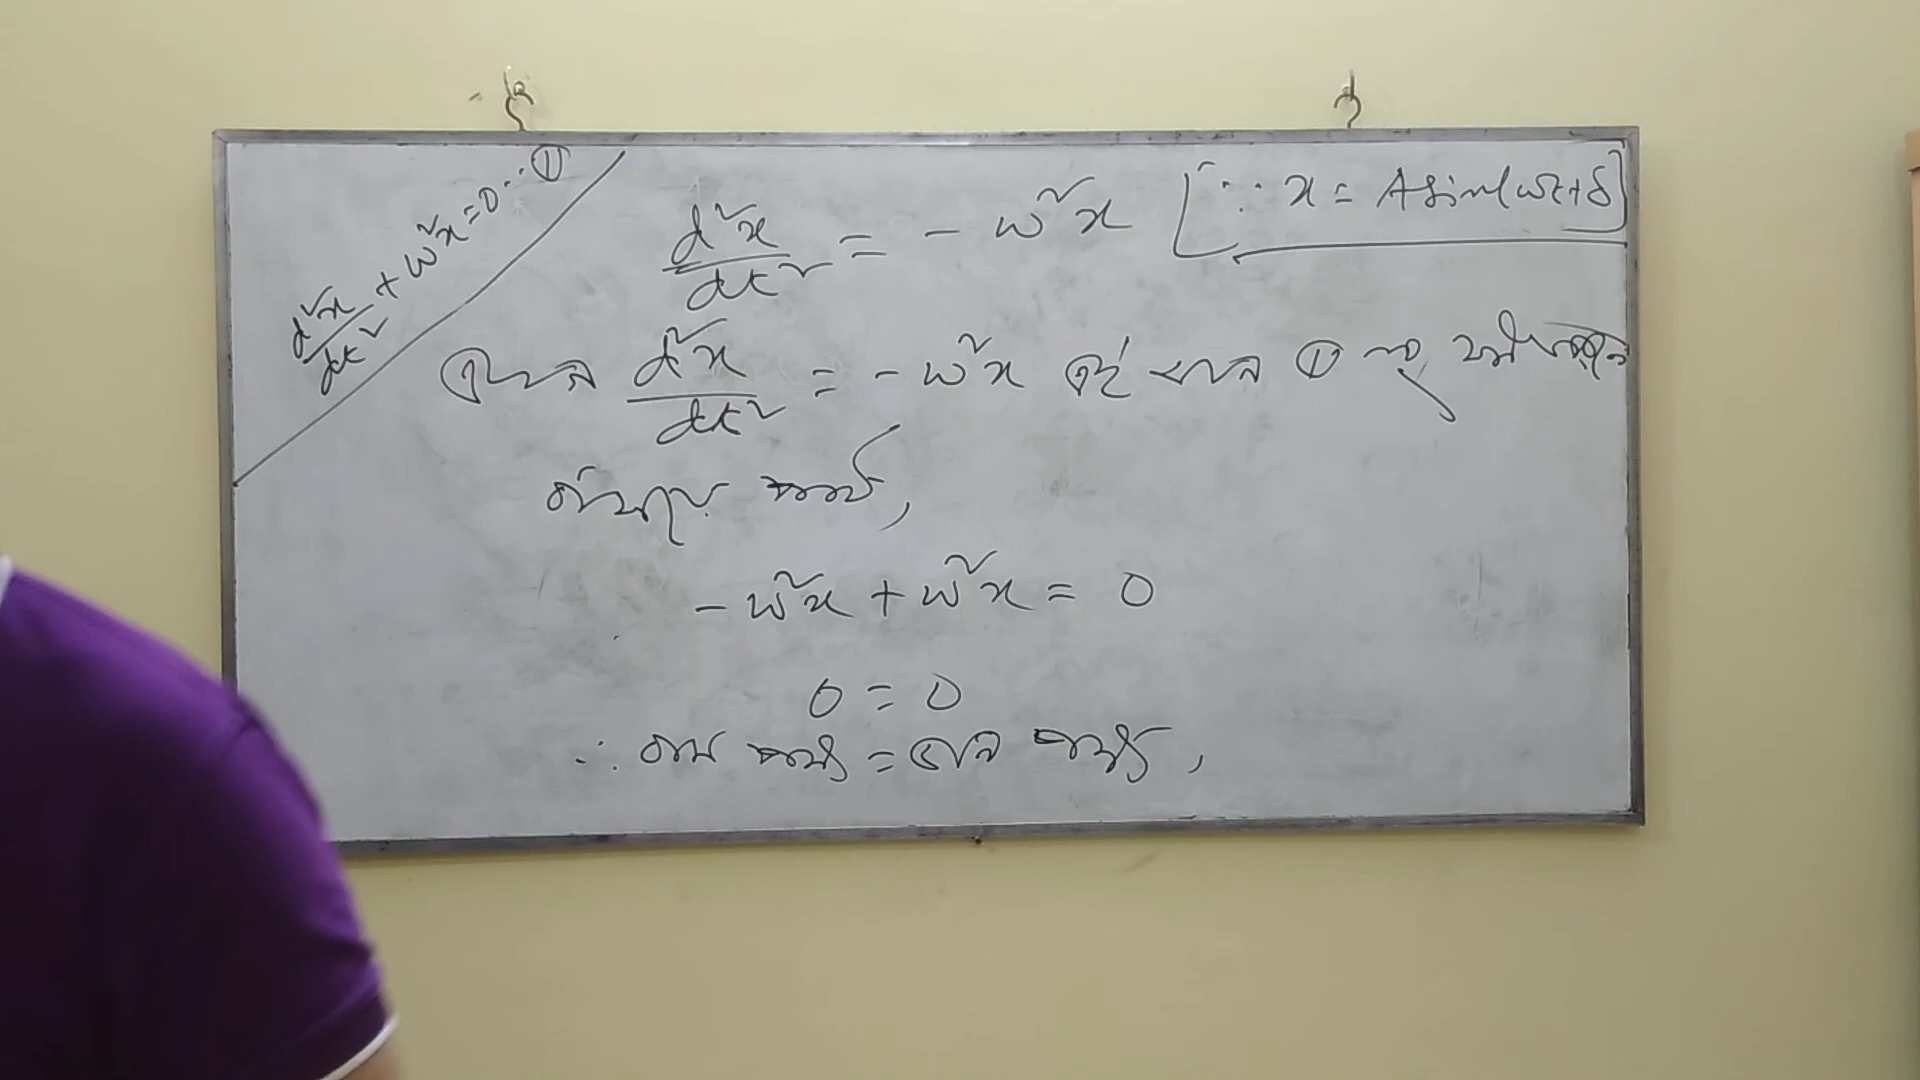 d²x/dt² + ω²x = 0 ... ①
d²x/dt² = - ω²x [∵ x = A sin(ωt+δ)]
এখন d²x/dt² = - ω²x এর মান ① নং সমীকরণে
বসিয়ে পাই,
- ω²x + ω²x = 0
0 = 0
∴ বাম পক্ষ = ডান পক্ষ,